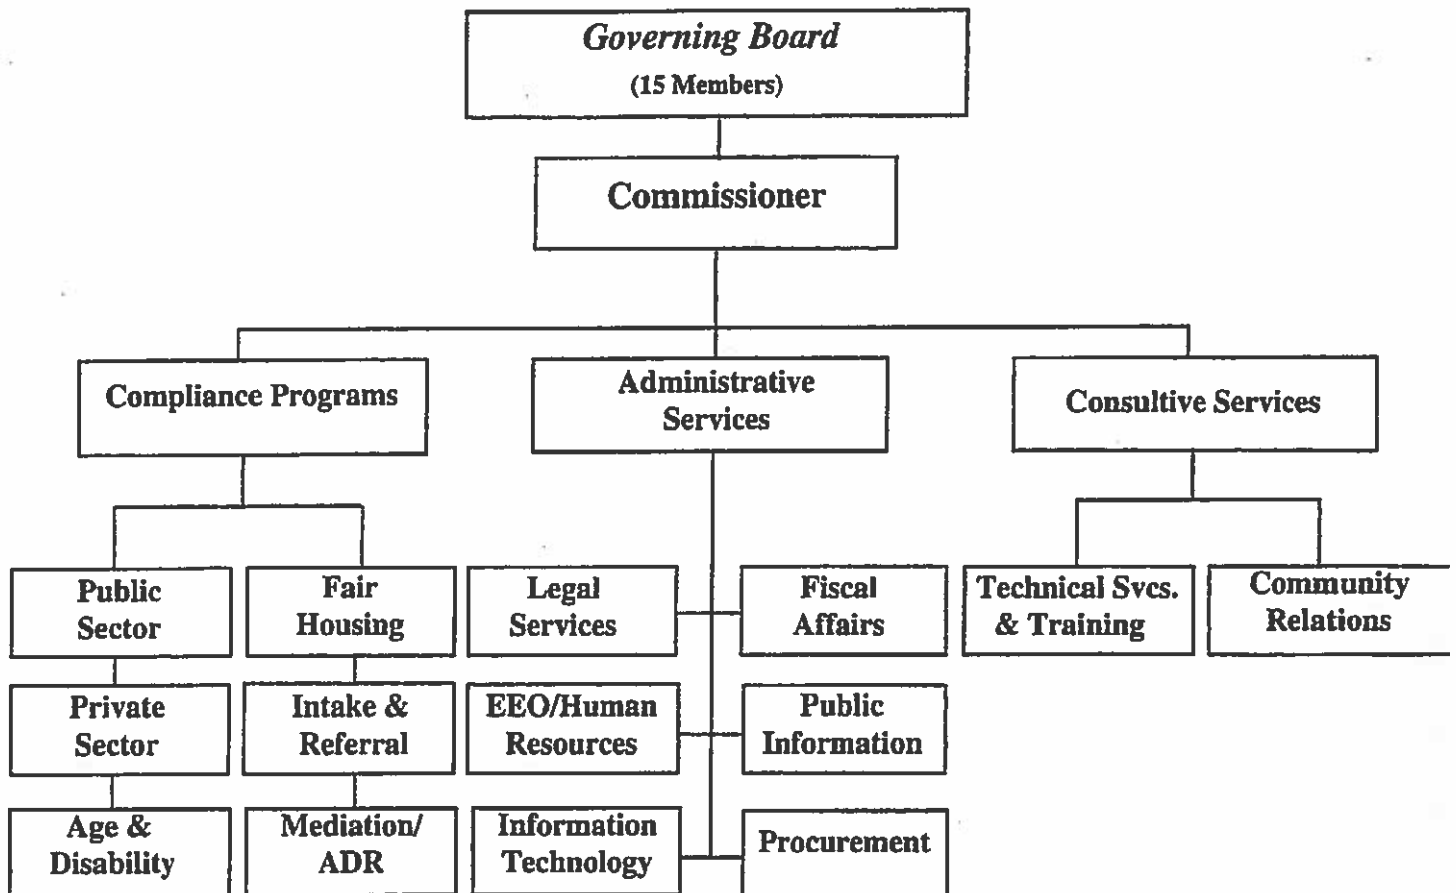 Governing Board
(15 Members)
Commissioner
Compliance Programs
Administrative
Services
Consultive Services
Public
Sector
Fair
Housing
Legal
Services
Fiscal
Affairs
Technical Svcs.
& Training
Community
Relations
Private
Sector
Intake &
Referral
EEO/Human
Resources
Public
Information
Age &
Disability
Mediation/
ADR
Information
Technology
Procurement